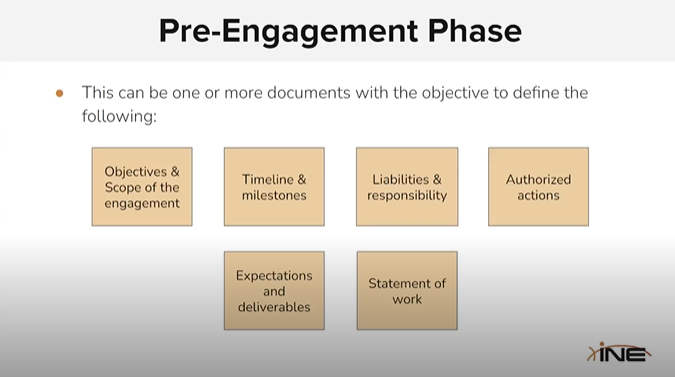 Pre-Engagement Phase
• This can be one or more documents with the objective to define the
following:
Objectives &
Scope of the
engagement
Timeline &
milestones
Liabilities &
responsibility
Authorized
actions
Expectations
and
deliverables
Statement of
work
INE